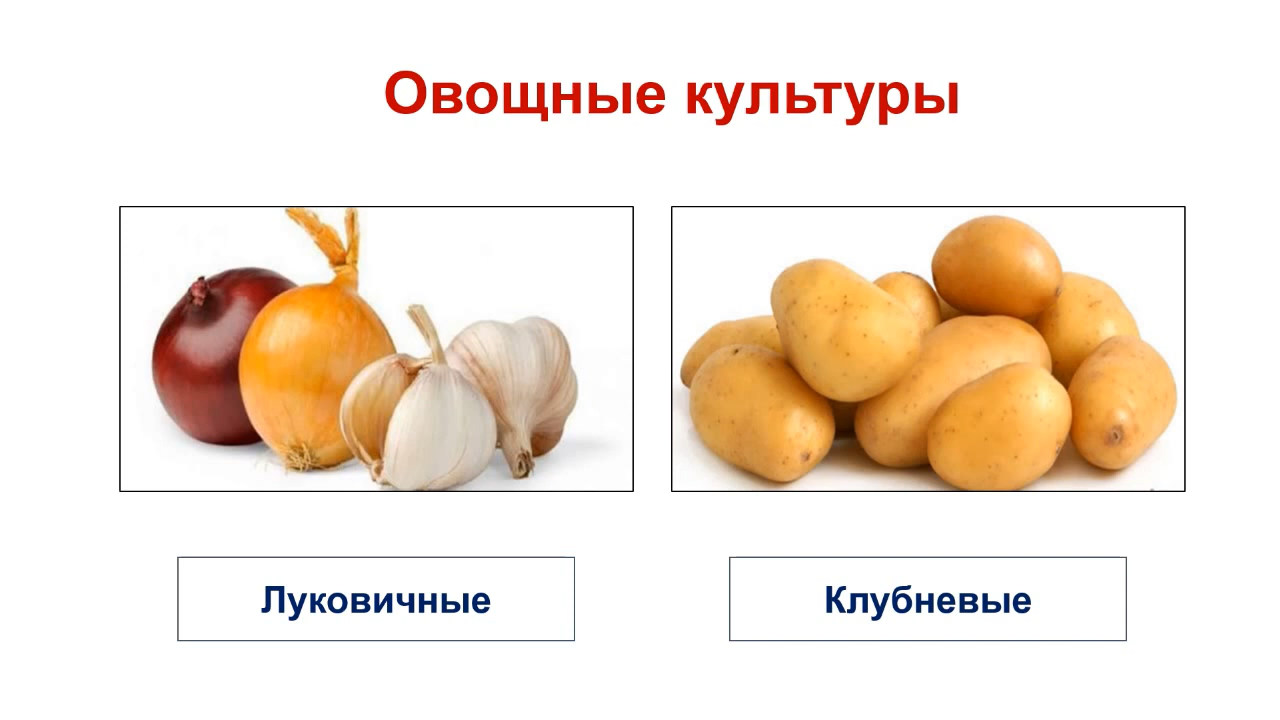 Овощные культуры
Луковичные
Клубневые